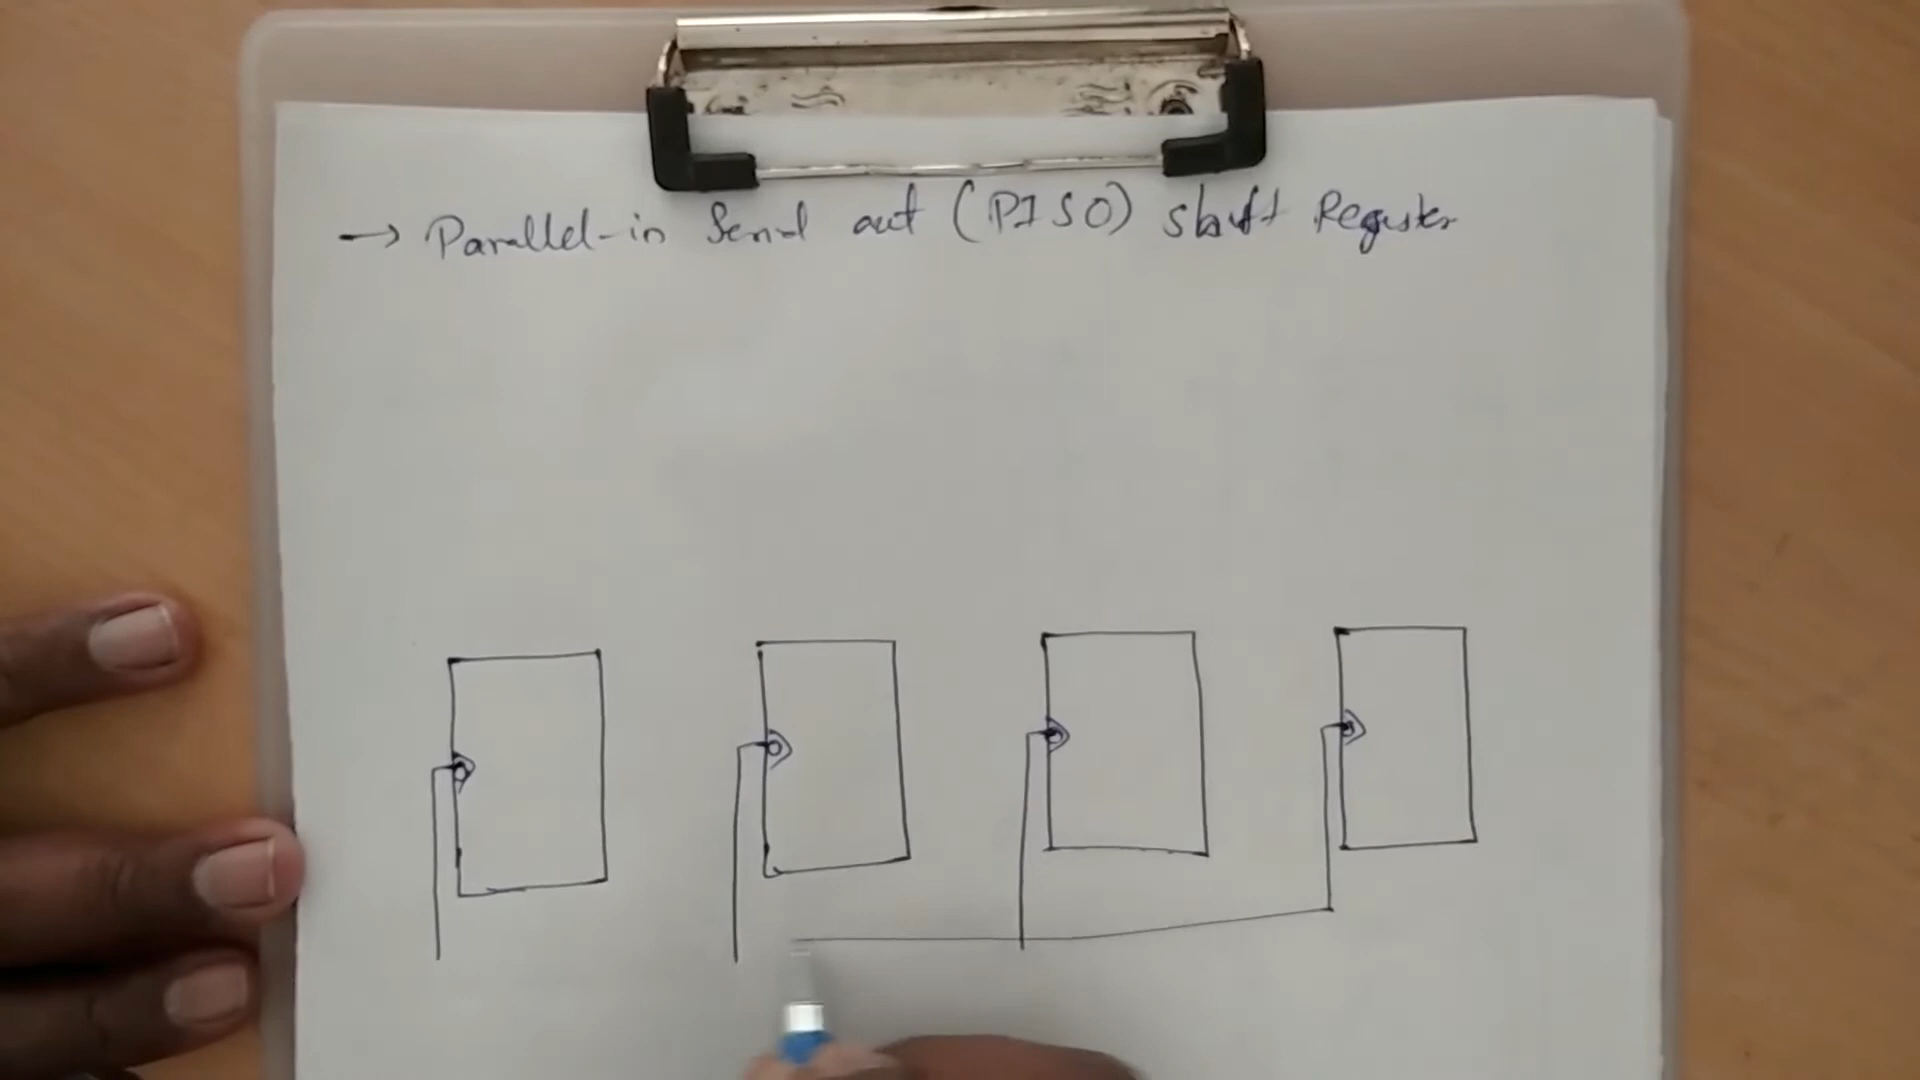 → Parallel-in Serial out (PISO) shift Register